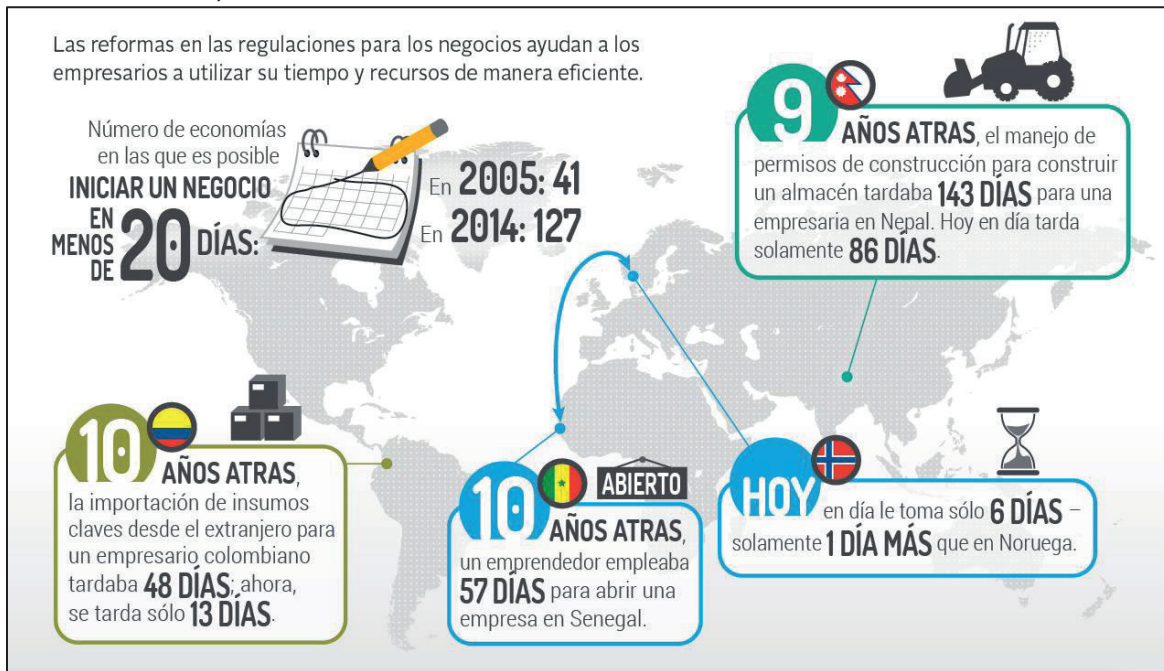 Las reformas en las regulaciones para los negocios ayudan a los
empresarios a utilizar su tiempo y recursos de manera eficiente.
Número de economías
en las que es posible
INICIAR UN NEGOCIO
EN MENOS DE 20 DÍAS:
En 2005: 41
En 2014: 127
9
AÑOS ATRAS, el manejo de
permisos de construcción para construir
un almacén tardaba 143 DÍAS para una
empresaria en Nepal. Hoy en día tarda
solamente 86 DÍAS.
10
AÑOS ATRAS,
la importación de insumos
claves desde el extranjero para
un empresario colombiano
tardaba 48 DÍAS; ahora,
se tarda sólo 13 DÍAS.
10
ABIERTO
AÑOS ATRAS,
un emprendedor empleaba
57 DÍAS para abrir una
empresa en Senegal.
HOY
en día le toma sólo 6 DÍAS –
solamente 1 DÍA MÁS que en Noruega.